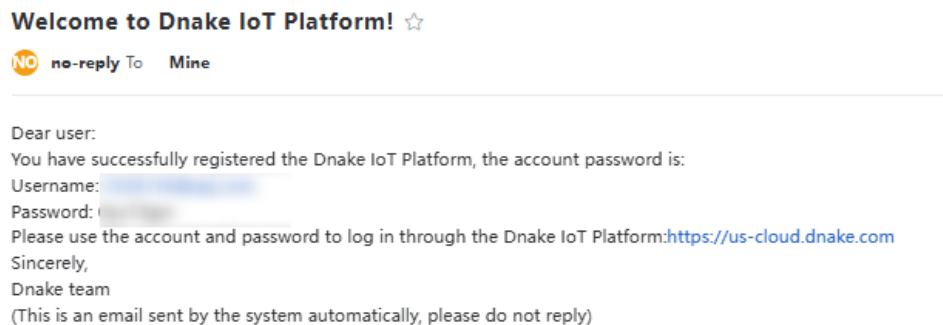 Welcome to Dnake IoT Platform!
NO no-reply To Mine
Dear user:
You have successfully registered the Dnake IoT Platform, the account password is:
Username:
Password:
Please use the account and password to log in through the Dnake IoT Platform:https://us-cloud.dnake.com
Sincerely,
Dnake team
(This is an email sent by the system automatically, please do not reply)